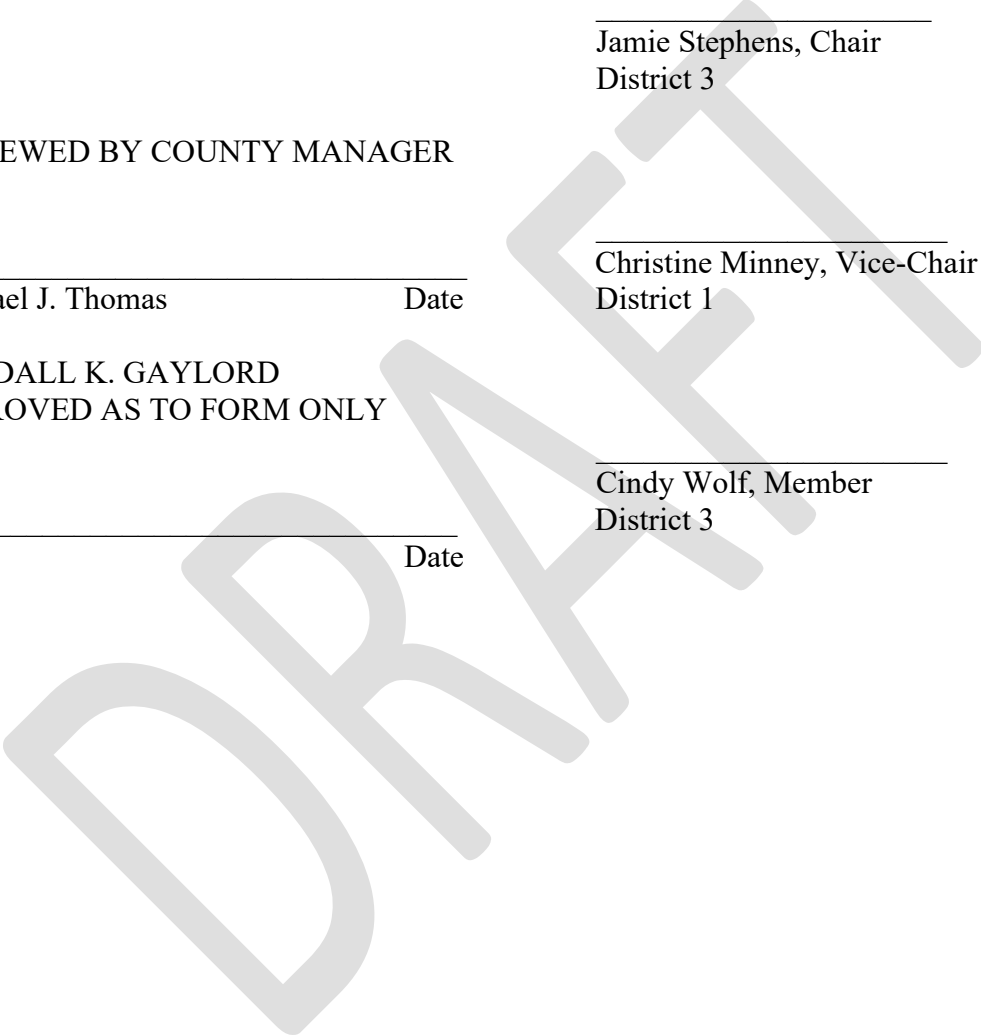 EWED BY COUNTY MANAGER
ael J. Thomas Date
DALL K. GAYLORD
ROVED AS TO FORM ONLY
Date
Jamie Stephens, Chair
District 3
Christine Minney, Vice-Chair
District 1
Cindy Wolf, Member
District 3
DRAFT